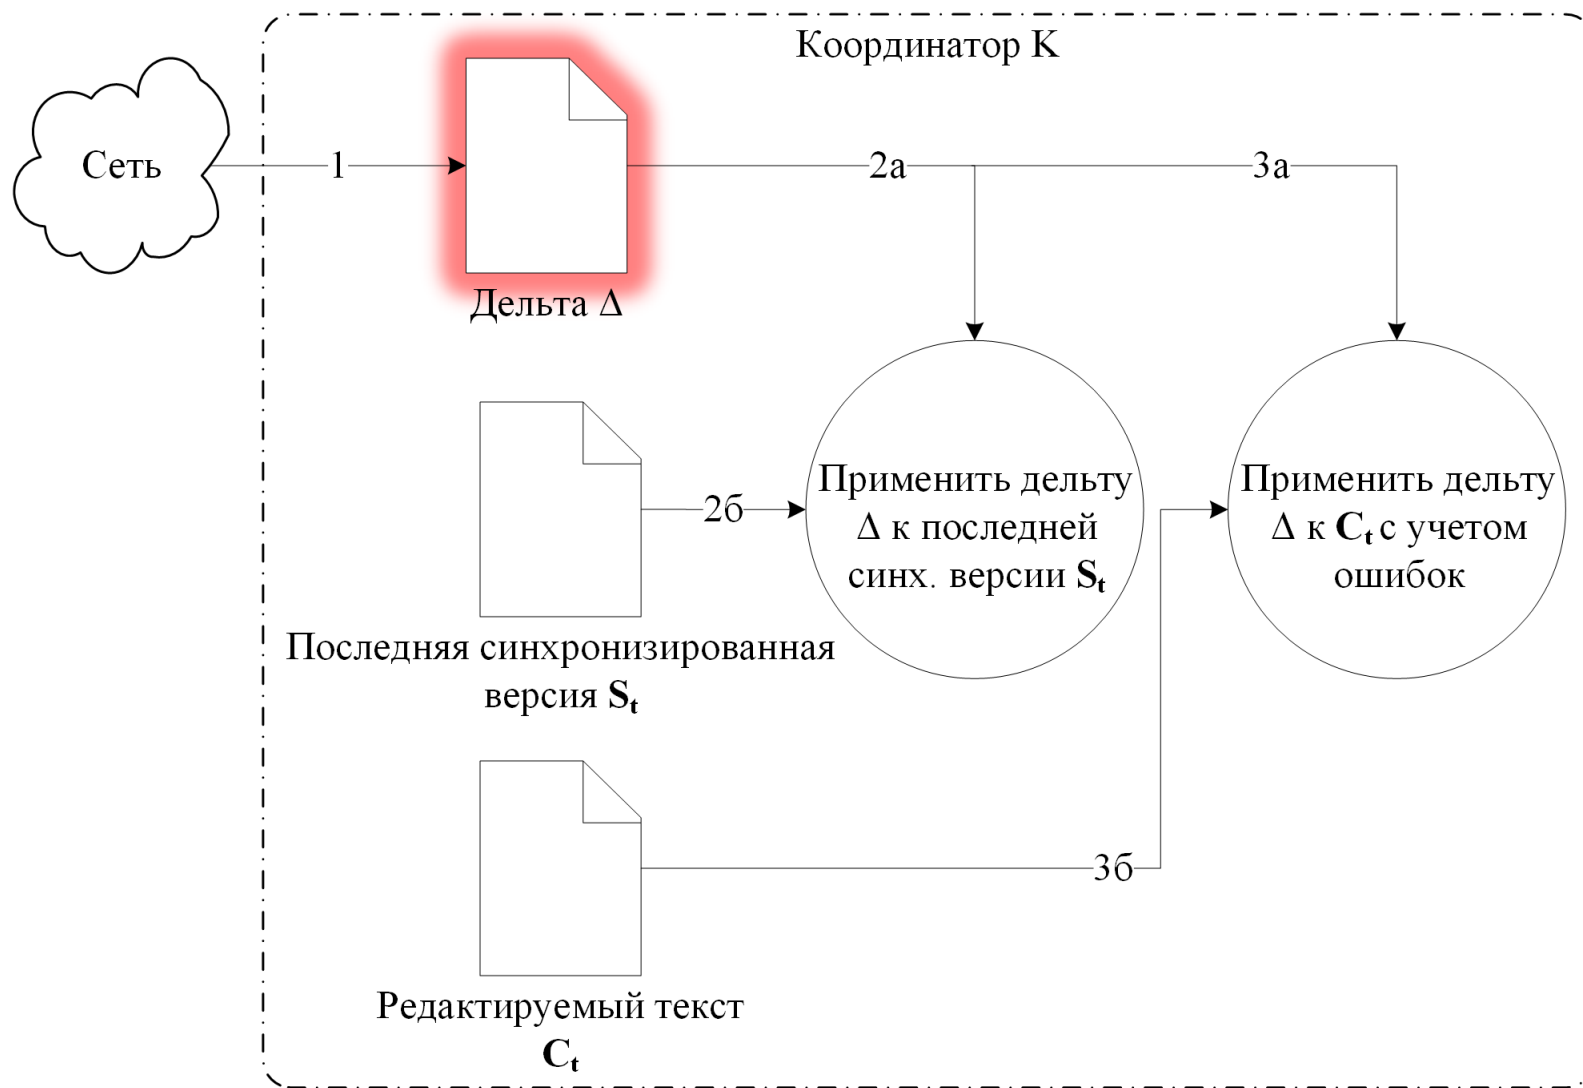 Координатор K
Сеть
1
2а
3а
Дельта Δ
2б
Применить дельту
Δ к последней
синх. версии St
Применить дельту
Δ к Ct с учетом
ошибок
Последняя синхронизированная
версия St
3б
Редактируемый текст
Ct